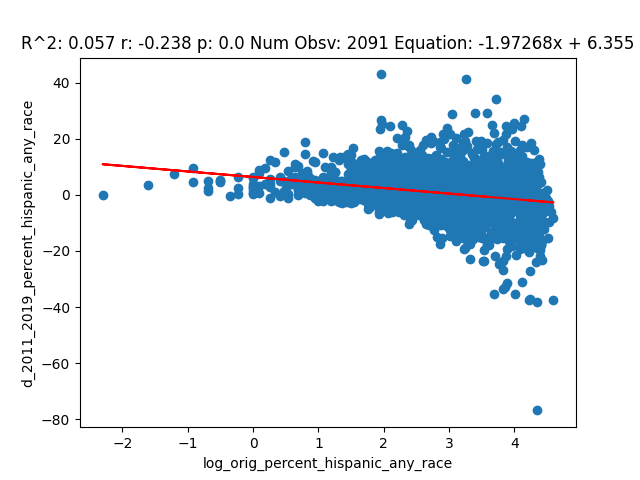 R^2: 0.057 r: -0.238 p: 0.0 Num Obsv: 2091 Equation: -1.97268x + 6.355
40
20
0
−20
−40
−60
−80
d_2011_2019_percent_hispanic_any_race
−2 −1 0 1 2 3 4
log_orig_percent_hispanic_any_race